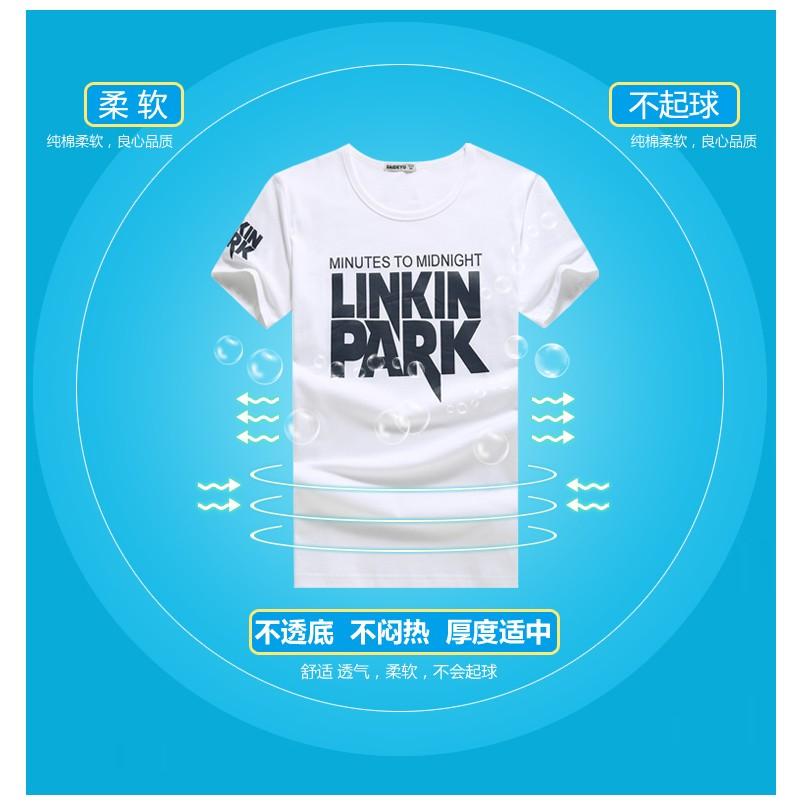 柔软
不起球
纯棉柔软，良心品质
纯棉柔软，良心品质
MINUTES TO MIDNIGHT
LINKIN
PARK
不透底 不闷热 厚度适中
舒适 透气，柔软，不会起球